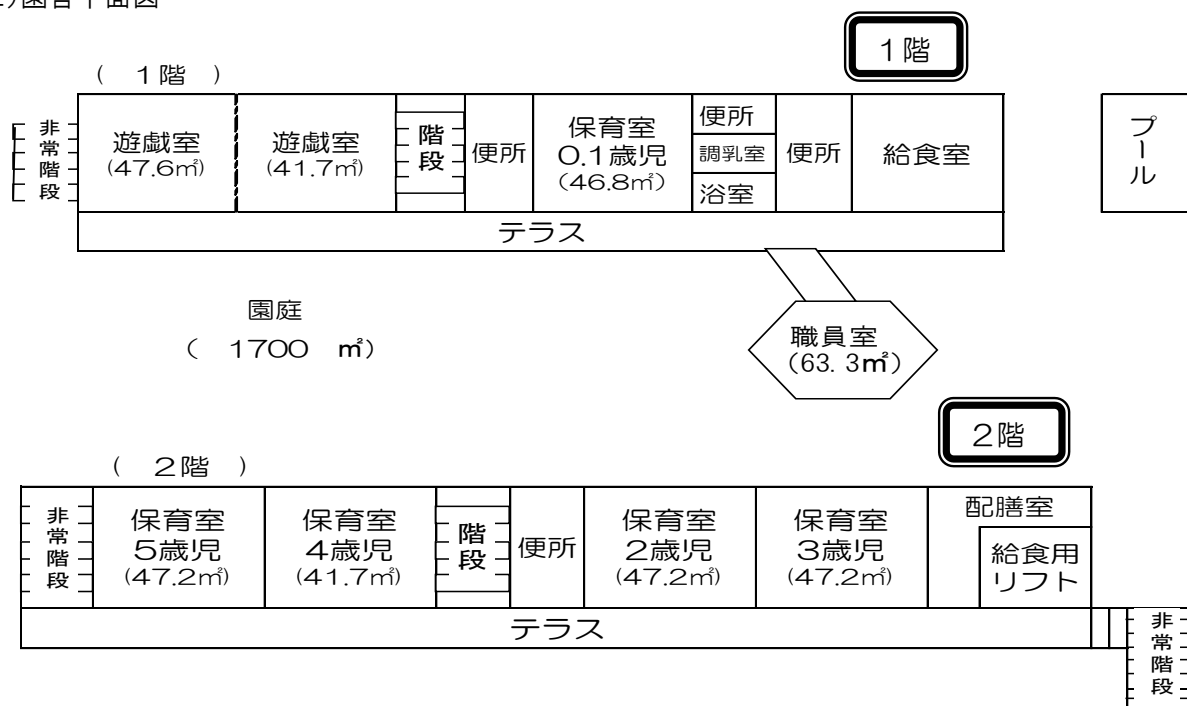 園舎平面図
1階
( 1階 )
非常階段
遊戯室
(47.6㎡)
遊戯室
(41.7㎡)
階段
便所
保育室
0.1歳児
(46.8㎡)
便所
調乳室
浴室
便所
給食室
プール
テラス
園庭
( 1700 ㎡)
職員室
(63.3㎡)
2階
( 2階 )
非常階段
保育室
5歳児
(47.2㎡)
保育室
4歳児
(41.7㎡)
階段
便所
保育室
2歳児
(47.2㎡)
保育室
3歳児
(47.2㎡)
配膳室
給食用
リフト
テラス
非常階段